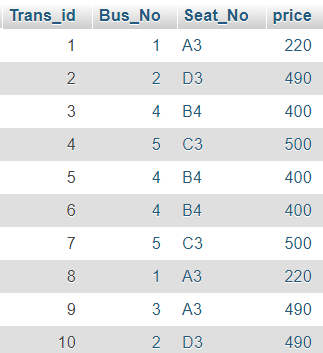 Trans_id Bus_No Seat_No price
1 1 A3 220
2 2 D3 490
3 4 B4 400
4 5 C3 500
5 4 B4 400
6 4 B4 400
7 5 C3 500
8 1 A3 220
9 3 A3 490
10 2 D3 490